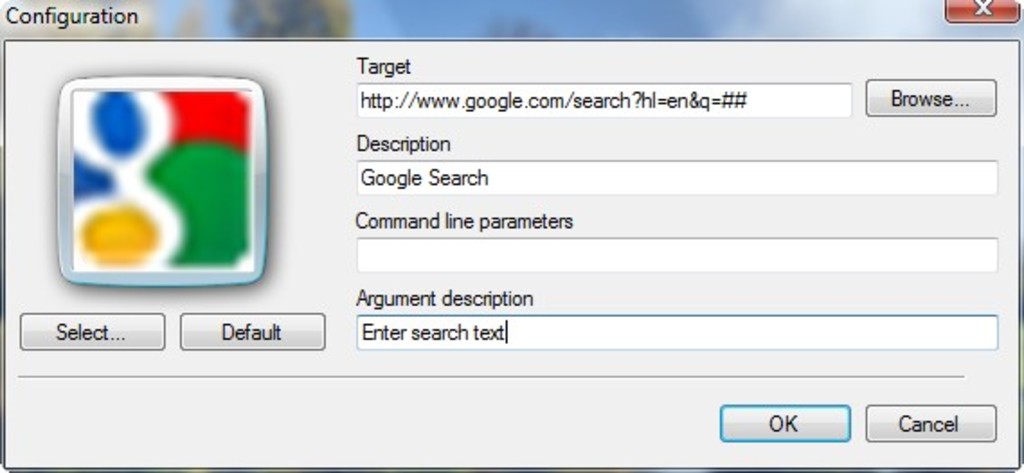 Configuration
Target
http://www.google.com/search?hl=en&q=##
Browse...
Description
Google Search
Command line parameters
Argument description
Enter search text
Select...
Default
OK
Cancel